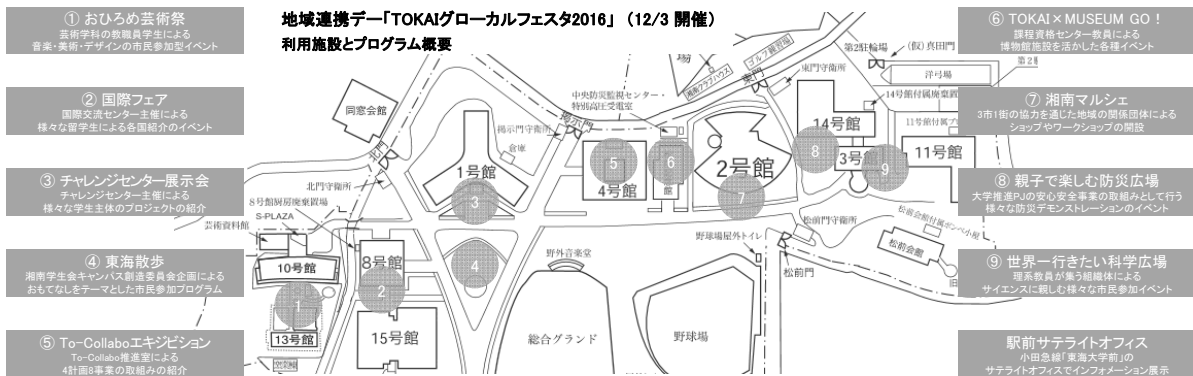 地域連携デー「TOKAIグローカルフェスタ2016」 (12/3 開催)
利用施設とプログラム概要
① おひろめ芸術祭
芸術学科の教職員学生による
音楽・美術・デザインの市民参加型イベント
② 国際フェア
国際交流センター主催による
様々な留学生による各国紹介のイベント
③ チャレンジセンター展示会
チャレンジセンター主催による
様々な学生主体のプロジェクトの紹介
④ 東海散歩
湘南学生会キャンパス創造委員会企画による
おもてなしをテーマとした市民参加プログラム
⑤ To-Collaboエキジビション
To-Collabo推進室による
4計画8事業の取組みの紹介
⑥ TOKAI×MUSEUM GO！
課程資格センター教員による
博物館施設を活かした各種イベント
⑦ 湘南マルシェ
3市1街の協力を通じた地域の関係団体による
ショップやワークショップの開設
⑧ 親子で楽しむ防災広場
大学推進PJの安心安全事業の取組みとして行う
様々な防災デモンストレーションのイベント
⑨ 世界一行きたい科学広場
理系教員が集う組織体による
サイエンスに親しむ様々な市民参加イベント
駅前サテライトオフィス
小田急線「東海大学前」の
サテライトオフィスでインフォメーション展示
同窓会館
北門
北門守衛所
8号館厨房廃棄置場
S-PLAZA
芸術資料館
10号館
1
13号館
8号館
2
15号館
1号館
3
掲示門守衛所
倉庫
掲示門
4
野外音楽堂
総合グランド
中央防災監視センター・
特別高圧受電室
場
湘南クラブハウス
ゴルフ練習場
東門
東門守衛所
5
4号館
6
館
2号館
7
野球場屋外トイレ
野球場
松前門守衛所
松前門
松前会館
松前会館付属ボンベ小屋
旧
第2駐輪場
(仮)真田門
洋弓場
第2
14号館付属廃棄置
14号館
8
3号館
9
11号館付属プ
11号館